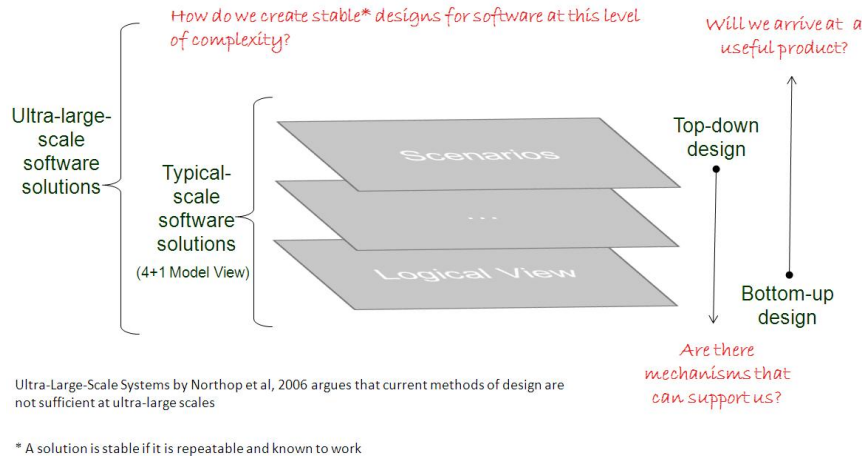 How do we create stable* designs for software at this level
of complexity?
Will we arrive at a
useful product?
Ultra-large-
scale
software
solutions
Typical-
scale
software
solutions
(4+1 Model View)
Scenarios
...
Logical View
Top-down
design
Bottom-up
design
Are there
mechanisms that
can support us?
Ultra-Large-Scale Systems by Northop et al, 2006 argues that current methods of design are
not sufficient at ultra-large scales
* A solution is stable if it is repeatable and known to work